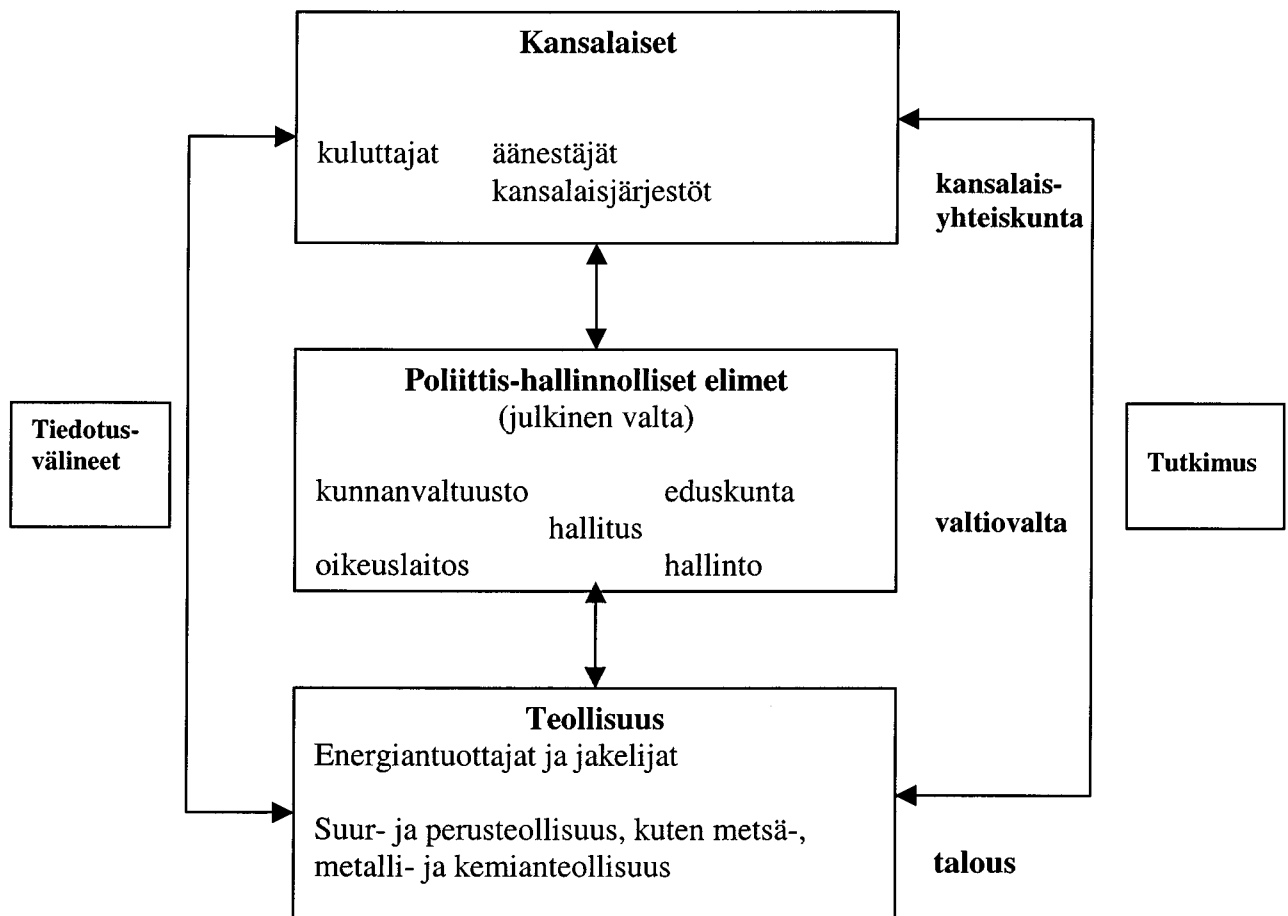 Kansalaiset
kuluttajat äänestäjät
kansalaisjärjestöt
kansalais-
yhteiskunta
Poliittis-hallinnolliset elimet
(julkinen valta)
kunnanvaltuusto eduskunta
hallitus
oikeuslaitos hallinto
Tiedotus-
välineet
valtiovalta
Tutkimus
Teollisuus
Energiantuottajat ja jakelijat
Suur- ja perusteollisuus, kuten metsä-,
metalli- ja kemianteollisuus
talous